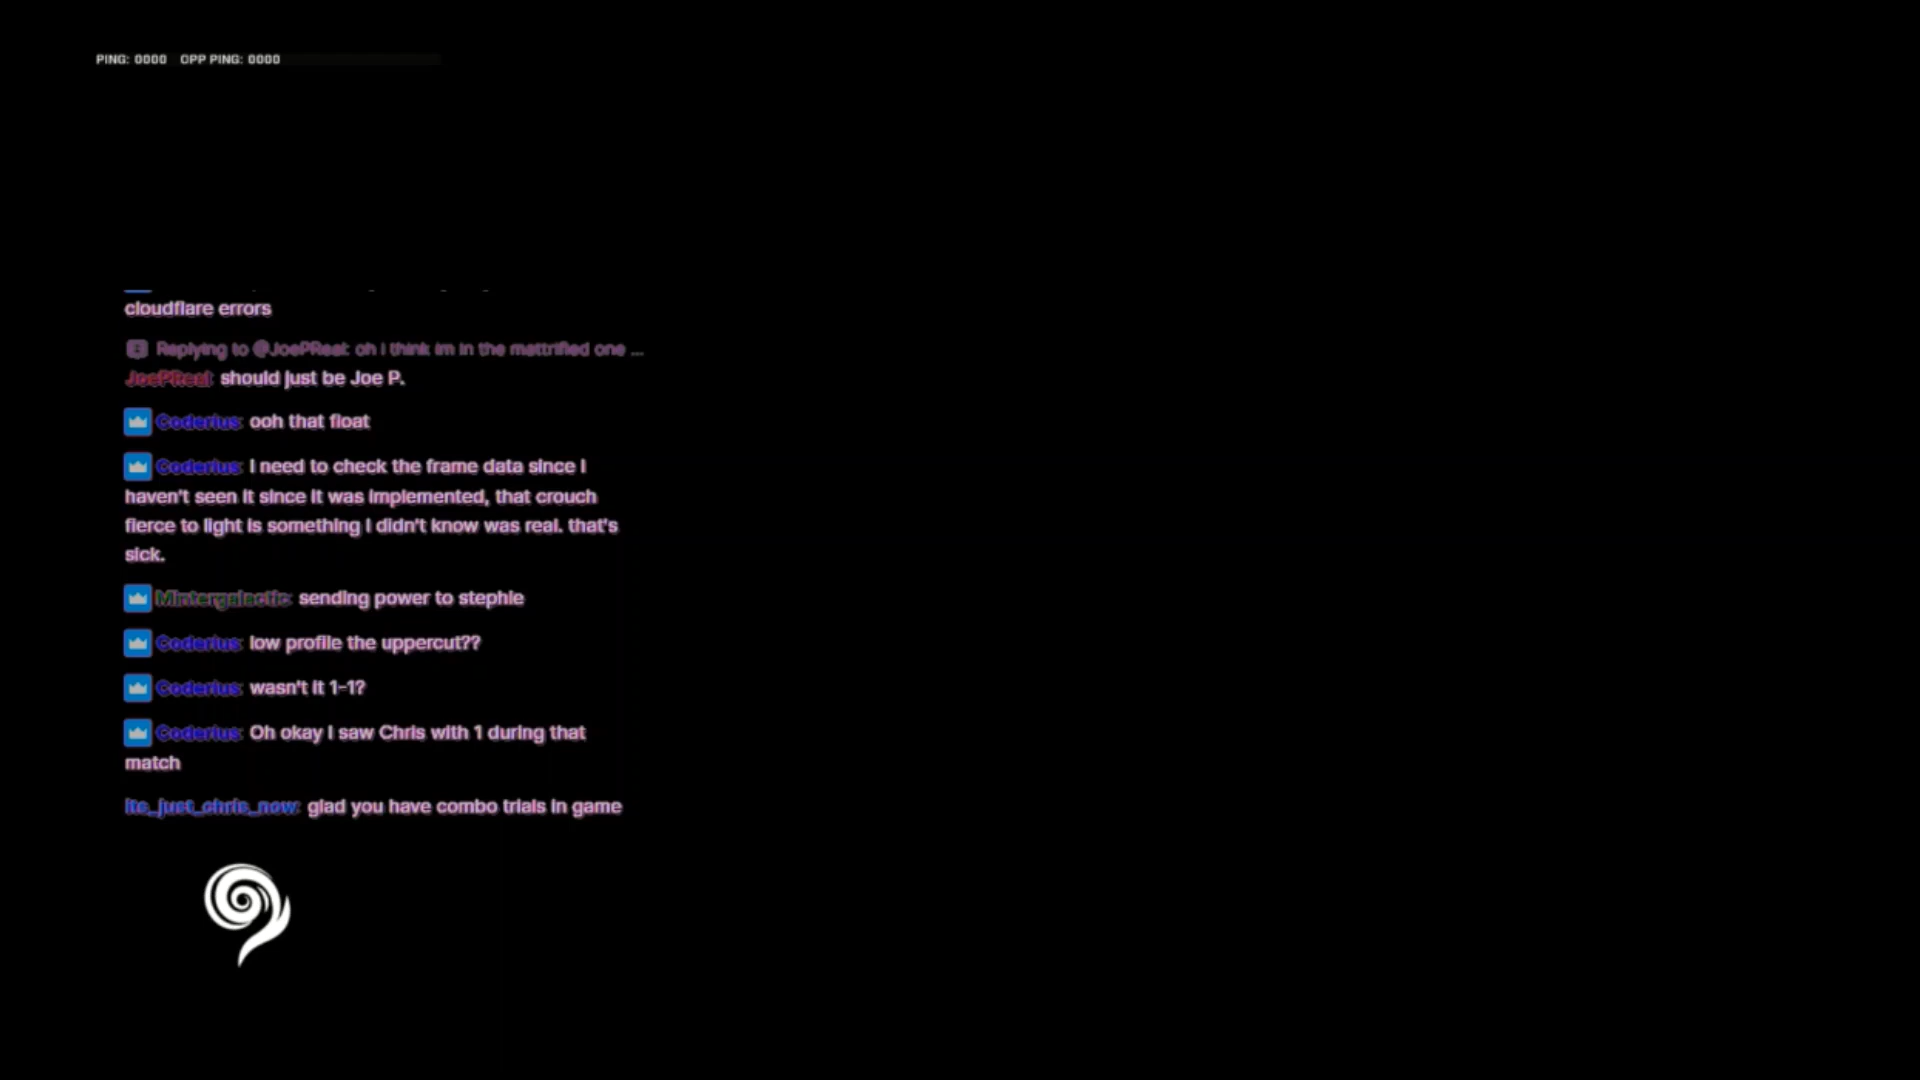 PING: 0000 OPP PING: 0000
cloudflare errors
Replying to @JoePReal: oh i think im in the mattrified one ...
JoePReal: should just be Joe P.
Coderius: ooh that float
Coderius: I need to check the frame data since I
haven't seen it since it was implemented, that crouch
fierce to light is something I didn't know was real. that's
sick.
Mintergalactic: sending power to stephie
Coderius: low profile the uppercut??
Coderius: wasn't it 1-1?
Coderius: Oh okay I saw Chris with 1 during that
match
its_just_chris_now: glad you have combo trials in game